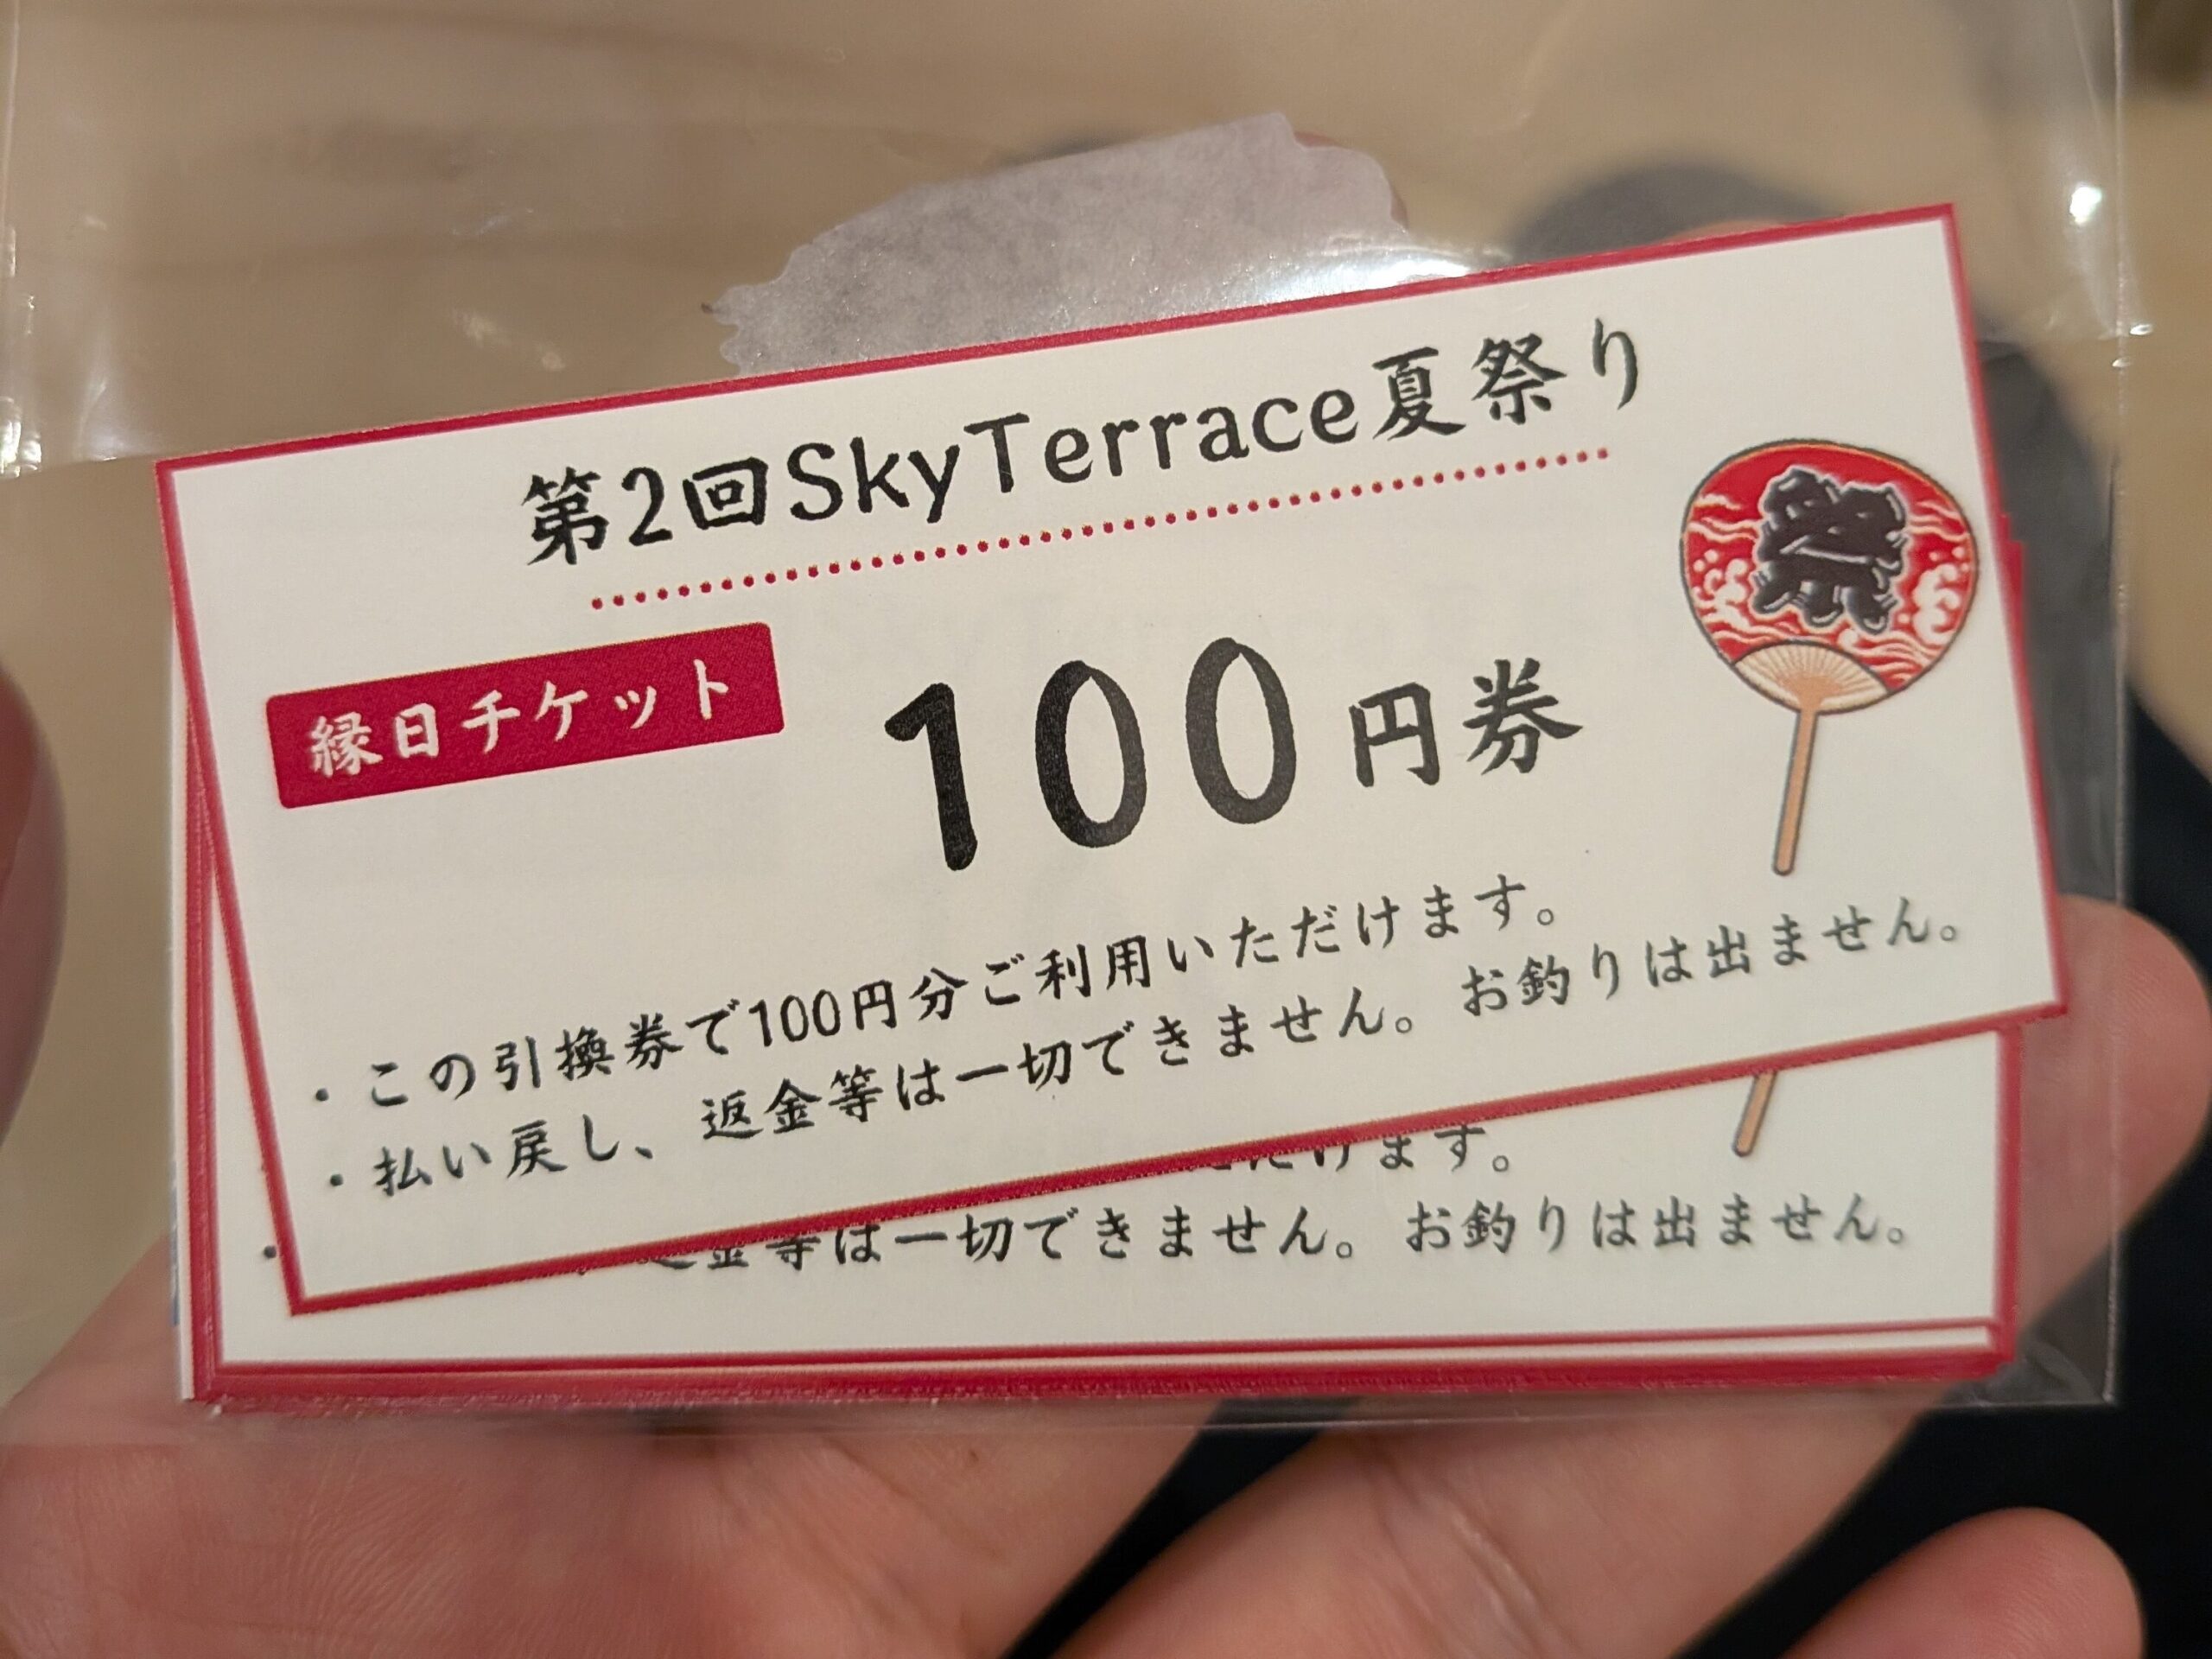 第2回SkyTerrace夏祭り
縁日チケット
100円券
祭
・この引換券で100円分ご利用いただけます。
・払い戻し、返金等は一切できません。お釣りは出ません。
ます。
等は一切できません。お釣りは出ません。